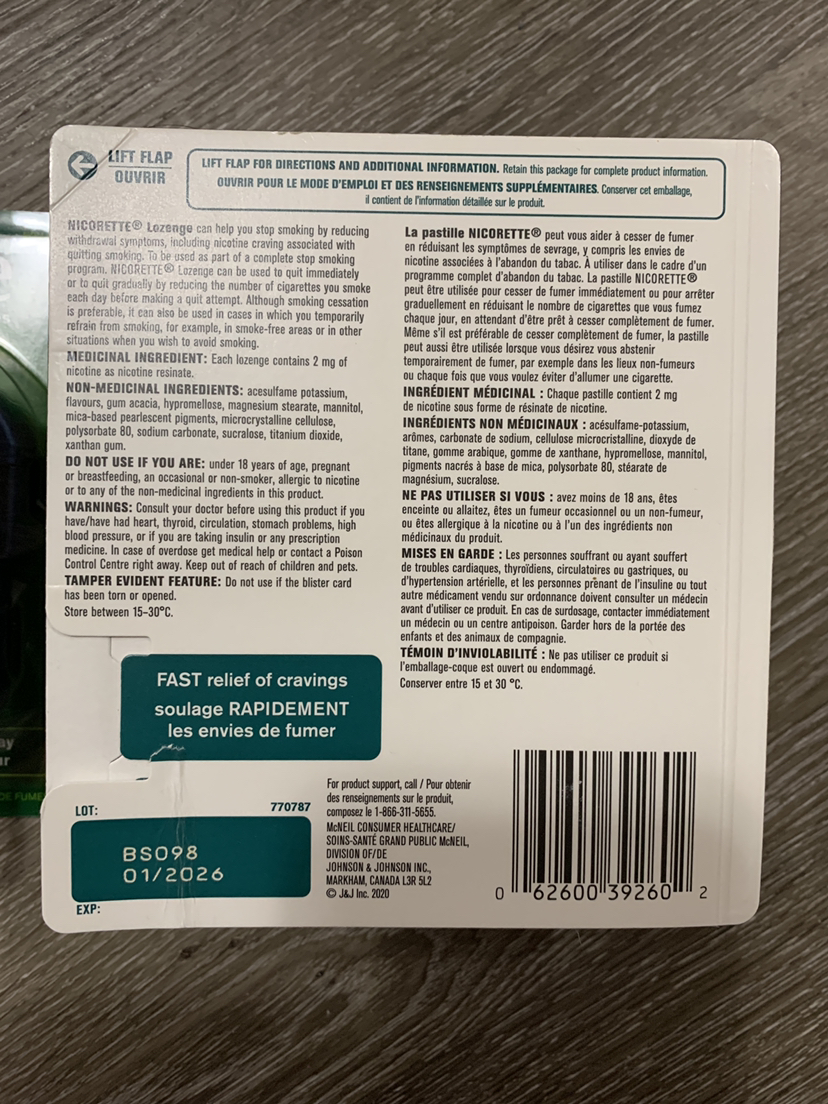 LIFT FLAP
OUVRIR
LIFT FLAP FOR DIRECTIONS AND ADDITIONAL INFORMATION. Retain this package for complete product information.
OUVRIR POUR LE MODE D'EMPLOI ET DES RENSEIGNEMENTS SUPPLÉMENTAIRES. Conserver cet emballage,
il contient de l'information détaillée sur le produit.
NICORETTE® Lozenge can help you stop smoking by reducing
withdrawal symptoms, including nicotine craving associated with
quitting smoking. To be used as part of a complete stop smoking
program. NICORETTE® Lozenge can be used to quit immediately
or to quit gradually by reducing the number of cigarettes you smoke
each day before making a quit attempt. Although smoking cessation
is preferable, it can also be used in cases in which you temporarily
refrain from smoking, for example, in smoke-free areas or in other
situations when you wish to avoid smoking.
MEDICINAL INGREDIENT: Each lozenge contains 2 mg of
nicotine as nicotine resinate.
NON-MEDICINAL INGREDIENTS: acesulfame potassium,
flavours, gum acacia, hypromellose, magnesium stearate, mannitol,
mica-based pearlescent pigments, microcrystalline cellulose,
polysorbate 80, sodium carbonate, sucralose, titanium dioxide,
xanthan gum.
DO NOT USE IF YOU ARE: under 18 years of age, pregnant
or breastfeeding, an occasional or non-smoker, allergic to nicotine
or to any of the non-medicinal ingredients in this product.
WARNINGS: Consult your doctor before using this product if you
have/have had heart, thyroid, circulation, stomach problems, high
blood pressure, or if you are taking insulin or any prescription
medicine. In case of overdose get medical help or contact a Poison
Control Centre right away. Keep out of reach of children and pets.
TAMPER EVIDENT FEATURE: Do not use if the blister card
has been torn or opened.
Store between 15–30°C.
La pastille NICORETTE® peut vous aider à cesser de fumer
en réduisant les symptômes de sevrage, y compris les envies de
nicotine associées à l'abandon du tabac. À utiliser dans le cadre d'un
programme complet d'abandon du tabac. La pastille NICORETTE®
peut être utilisée pour cesser de fumer immédiatement ou pour arrêter
graduellement en réduisant le nombre de cigarettes que vous fumez
chaque jour, en attendant d'être prêt à cesser complètement de fumer.
Même s'il est préférable de cesser complètement de fumer, la pastille
peut aussi être utilisée lorsque vous désirez vous abstenir
temporairement de fumer, par exemple dans les lieux non-fumeurs
ou chaque fois que vous voulez éviter d'allumer une cigarette.
INGRÉDIENT MÉDICINAL : Chaque pastille contient 2 mg
de nicotine sous forme de résinate de nicotine.
INGRÉDIENTS NON MÉDICINAUX : acésulfame-potassium,
arômes, carbonate de sodium, cellulose microcristalline, dioxyde de
titane, gomme arabique, gomme de xanthane, hypromellose, mannitol,
pigments nacrés à base de mica, polysorbate 80, stéarate de
magnésium, sucralose.
NE PAS UTILISER SI VOUS : avez moins de 18 ans, êtes
enceinte ou allaitez, êtes un fumeur occasionnel ou un non-fumeur,
ou êtes allergique à la nicotine ou à l'un des ingrédients non
médicinaux du produit.
MISES EN GARDE : Les personnes souffrant ou ayant souffert
de troubles cardiaques, thyroïdiens, circulatoires ou gastriques, ou
d'hypertension artérielle, et les personnes prenant de l'insuline ou tout
autre médicament vendu sur ordonnance doivent consulter un médecin
avant d'utiliser ce produit. En cas de surdosage, contacter immédiatement
un médecin ou un centre antipoison. Garder hors de la portée des
enfants et des animaux de compagnie.
TÉMOIN D'INVIOLABILITÉ : Ne pas utiliser ce produit si
l'emballage-coque est ouvert ou endommagé.
Conserver entre 15 et 30 °C.
FAST relief of cravings
soulage RAPIDEMENT
les envies de fumer
LOT: 770787
BS098
01/2026
EXP:
For product support, call / Pour obtenir
des renseignements sur le produit,
composez le 1-866-311-5655.
McNEIL CONSUMER HEALTHCARE/
SOINS-SANTÉ GRAND PUBLIC McNEIL,
DIVISION OF/DE
JOHNSON & JOHNSON INC.,
MARKHAM, CANADA L3R 5L2
© J&J Inc. 2020
0 62600 39260 2
DE FUME